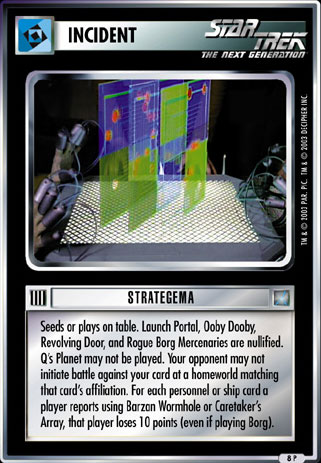 INCIDENT
STAR TREK
THE NEXT GENERATION
TM & © 2003 PAR. P.C. TM & © 2003 DECIPHER INC.
STRATEGEMA
Seeds or plays on table. Launch Portal, Ooby Dooby,
Revolving Door, and Rogue Borg Mercenaries are nullified.
Q's Planet may not be played. Your opponent may not
initiate battle against your card at a homeworld matching
that card's affiliation. For each personnel or ship card a
player reports using Barzan Wormhole or Caretaker's
Array, that player loses 10 points (even if playing Borg).
8 P